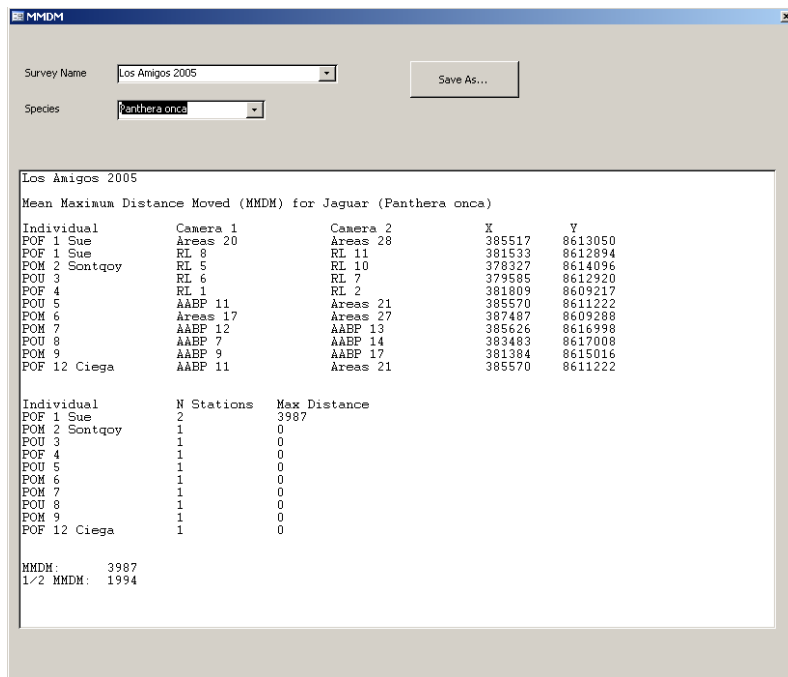 MMDM
Survey Name Los Amigos 2005 Save As...
Species Panthera onca
Los Amigos 2005
Mean Maximum Distance Moved (MMDM) for Jaguar (Panthera onca)
Individual Camera 1 Camera 2 X Y
POF 1 Sue Areas 20 Areas 28 385517 8613050
POF 1 Sue RL 8 RL 11 381533 8612894
POM 2 Sontqoy RL 5 RL 10 378327 8614096
POU 3 RL 6 RL 7 379585 8612920
POF 4 RL 1 RL 2 381809 8609217
POU 5 AABP 11 Areas 21 385570 8611222
POM 6 Areas 17 Areas 27 387487 8609288
POM 7 AABP 12 AABP 13 385626 8616998
POU 8 AABP 7 AABP 14 383483 8617008
POM 9 AABP 9 AABP 17 381384 8615016
POF 12 Ciega AABP 11 Areas 21 385570 8611222
Individual N Stations Max Distance
POF 1 Sue 2 3987
POM 2 Sontqoy 1 0
POU 3 1 0
POF 4 1 0
POU 5 1 0
POM 6 1 0
POM 7 1 0
POU 8 1 0
POM 9 1 0
POF 12 Ciega 1 0
MMDM: 3987
1/2 MMDM: 1994